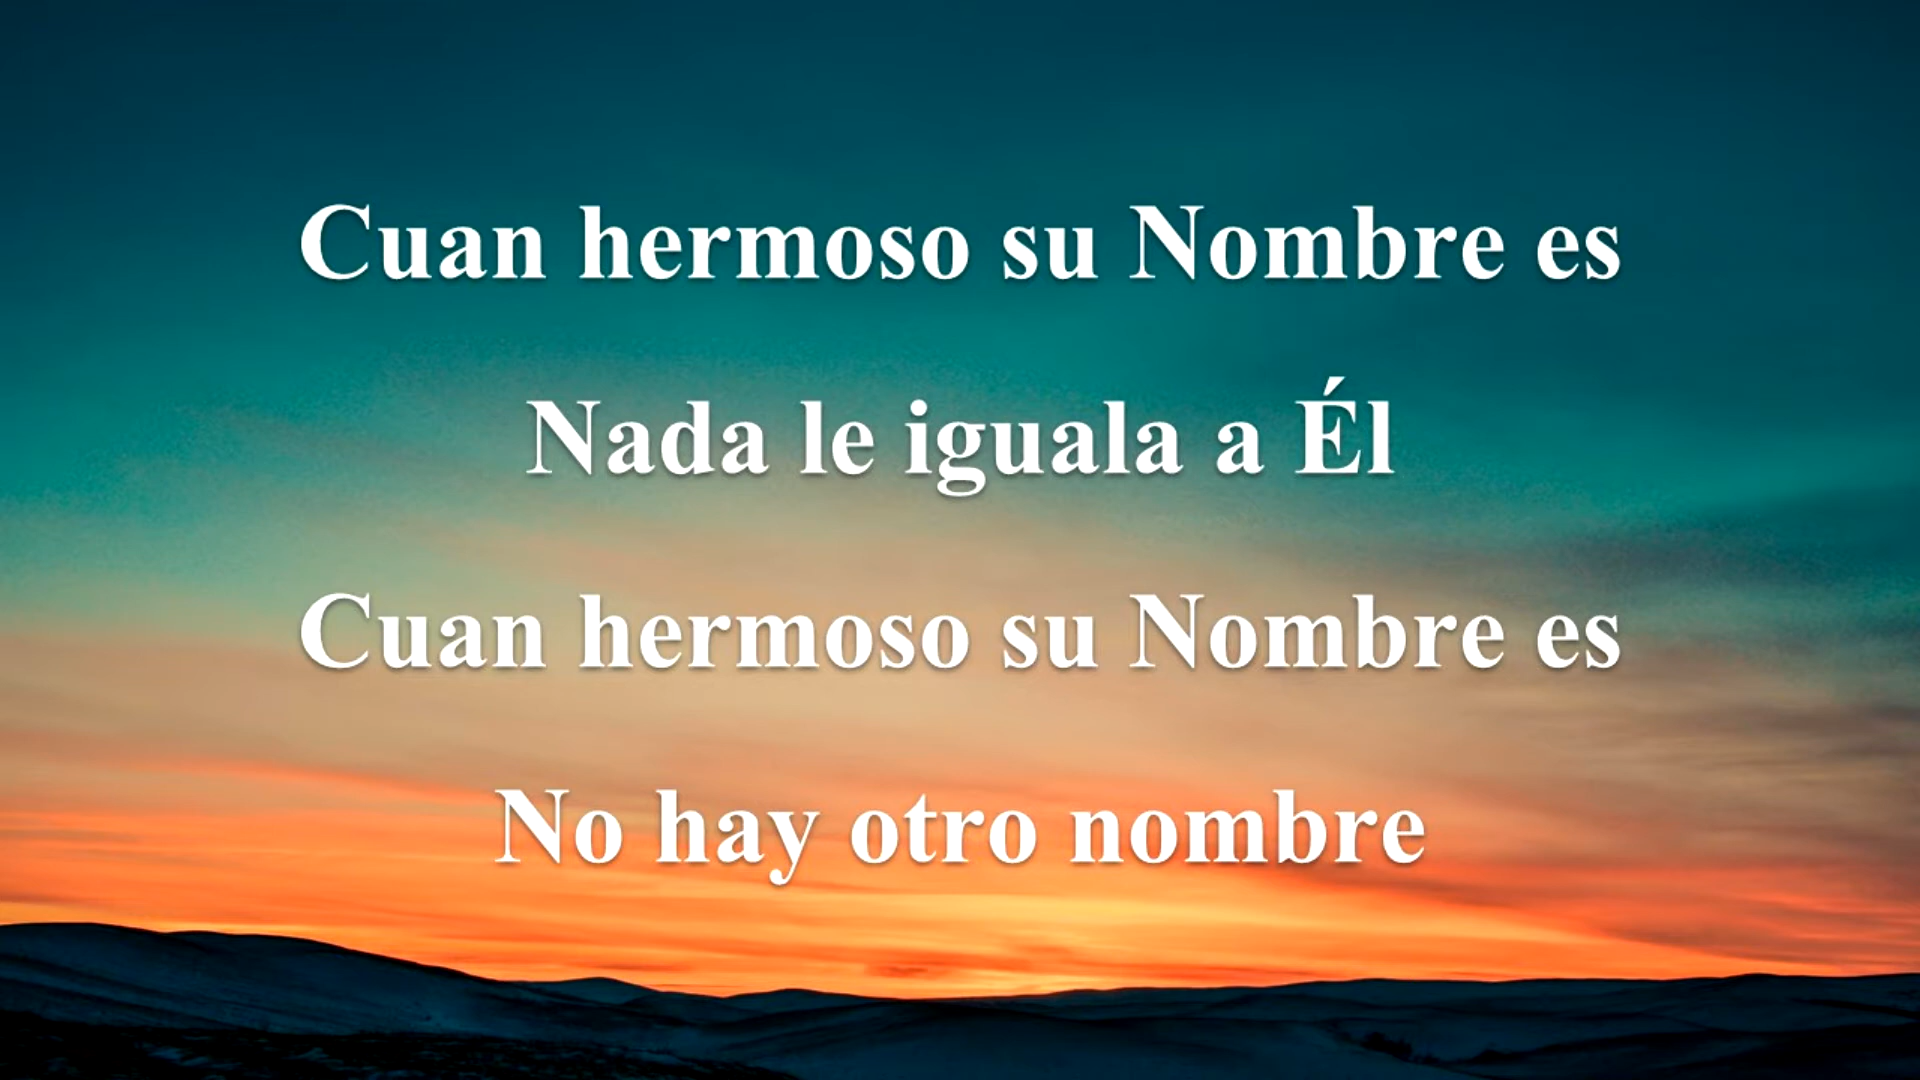 Cuan hermoso su Nombre es
Nada le iguala a Él
Cuan hermoso su Nombre es
No hay otro nombre